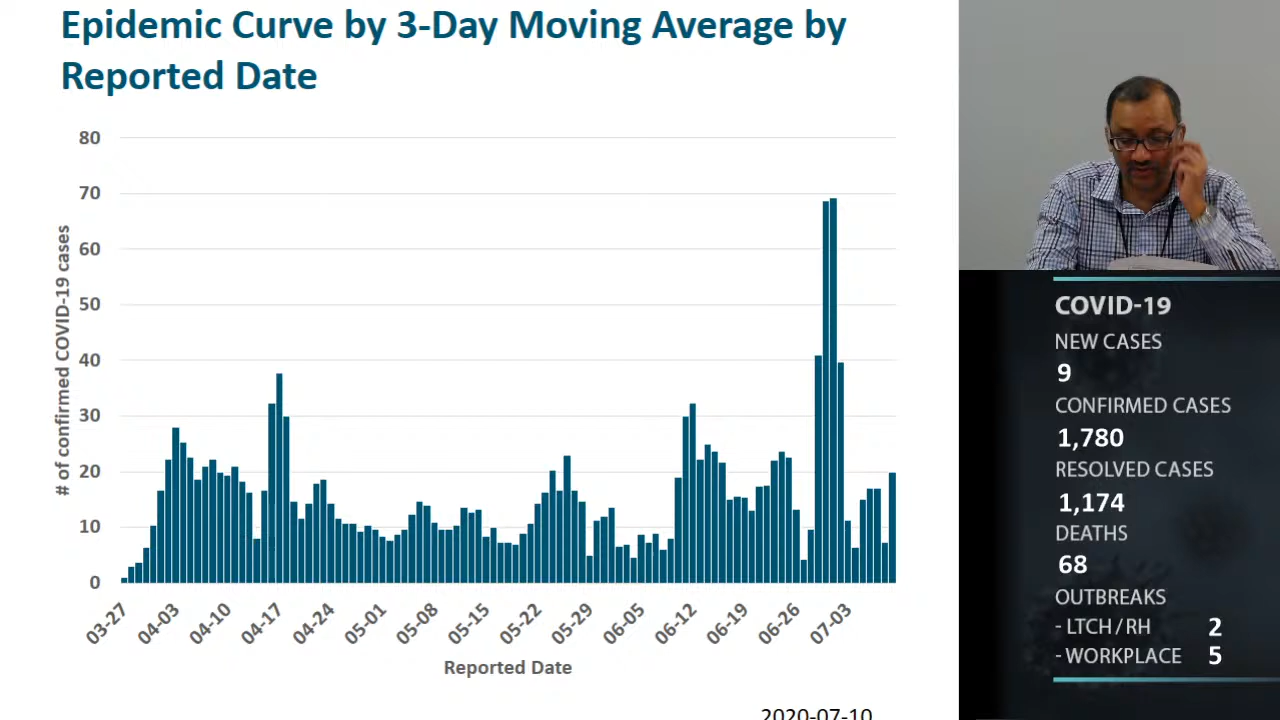 Epidemic Curve by 3-Day Moving Average by
Reported Date
80
70
60
50
40
30
20
10
0
# of confirmed COVID-19 cases
03-27
04-03
04-10
04-17
04-24
05-01
05-08
05-15
05-22
05-29
06-05
06-12
06-19
06-26
07-03
Reported Date
2020-07-10
COVID-19
NEW CASES
9
CONFIRMED CASES
1,780
RESOLVED CASES
1,174
DEATHS
68
OUTBREAKS
- LTCH/RH 2
- WORKPLACE 5